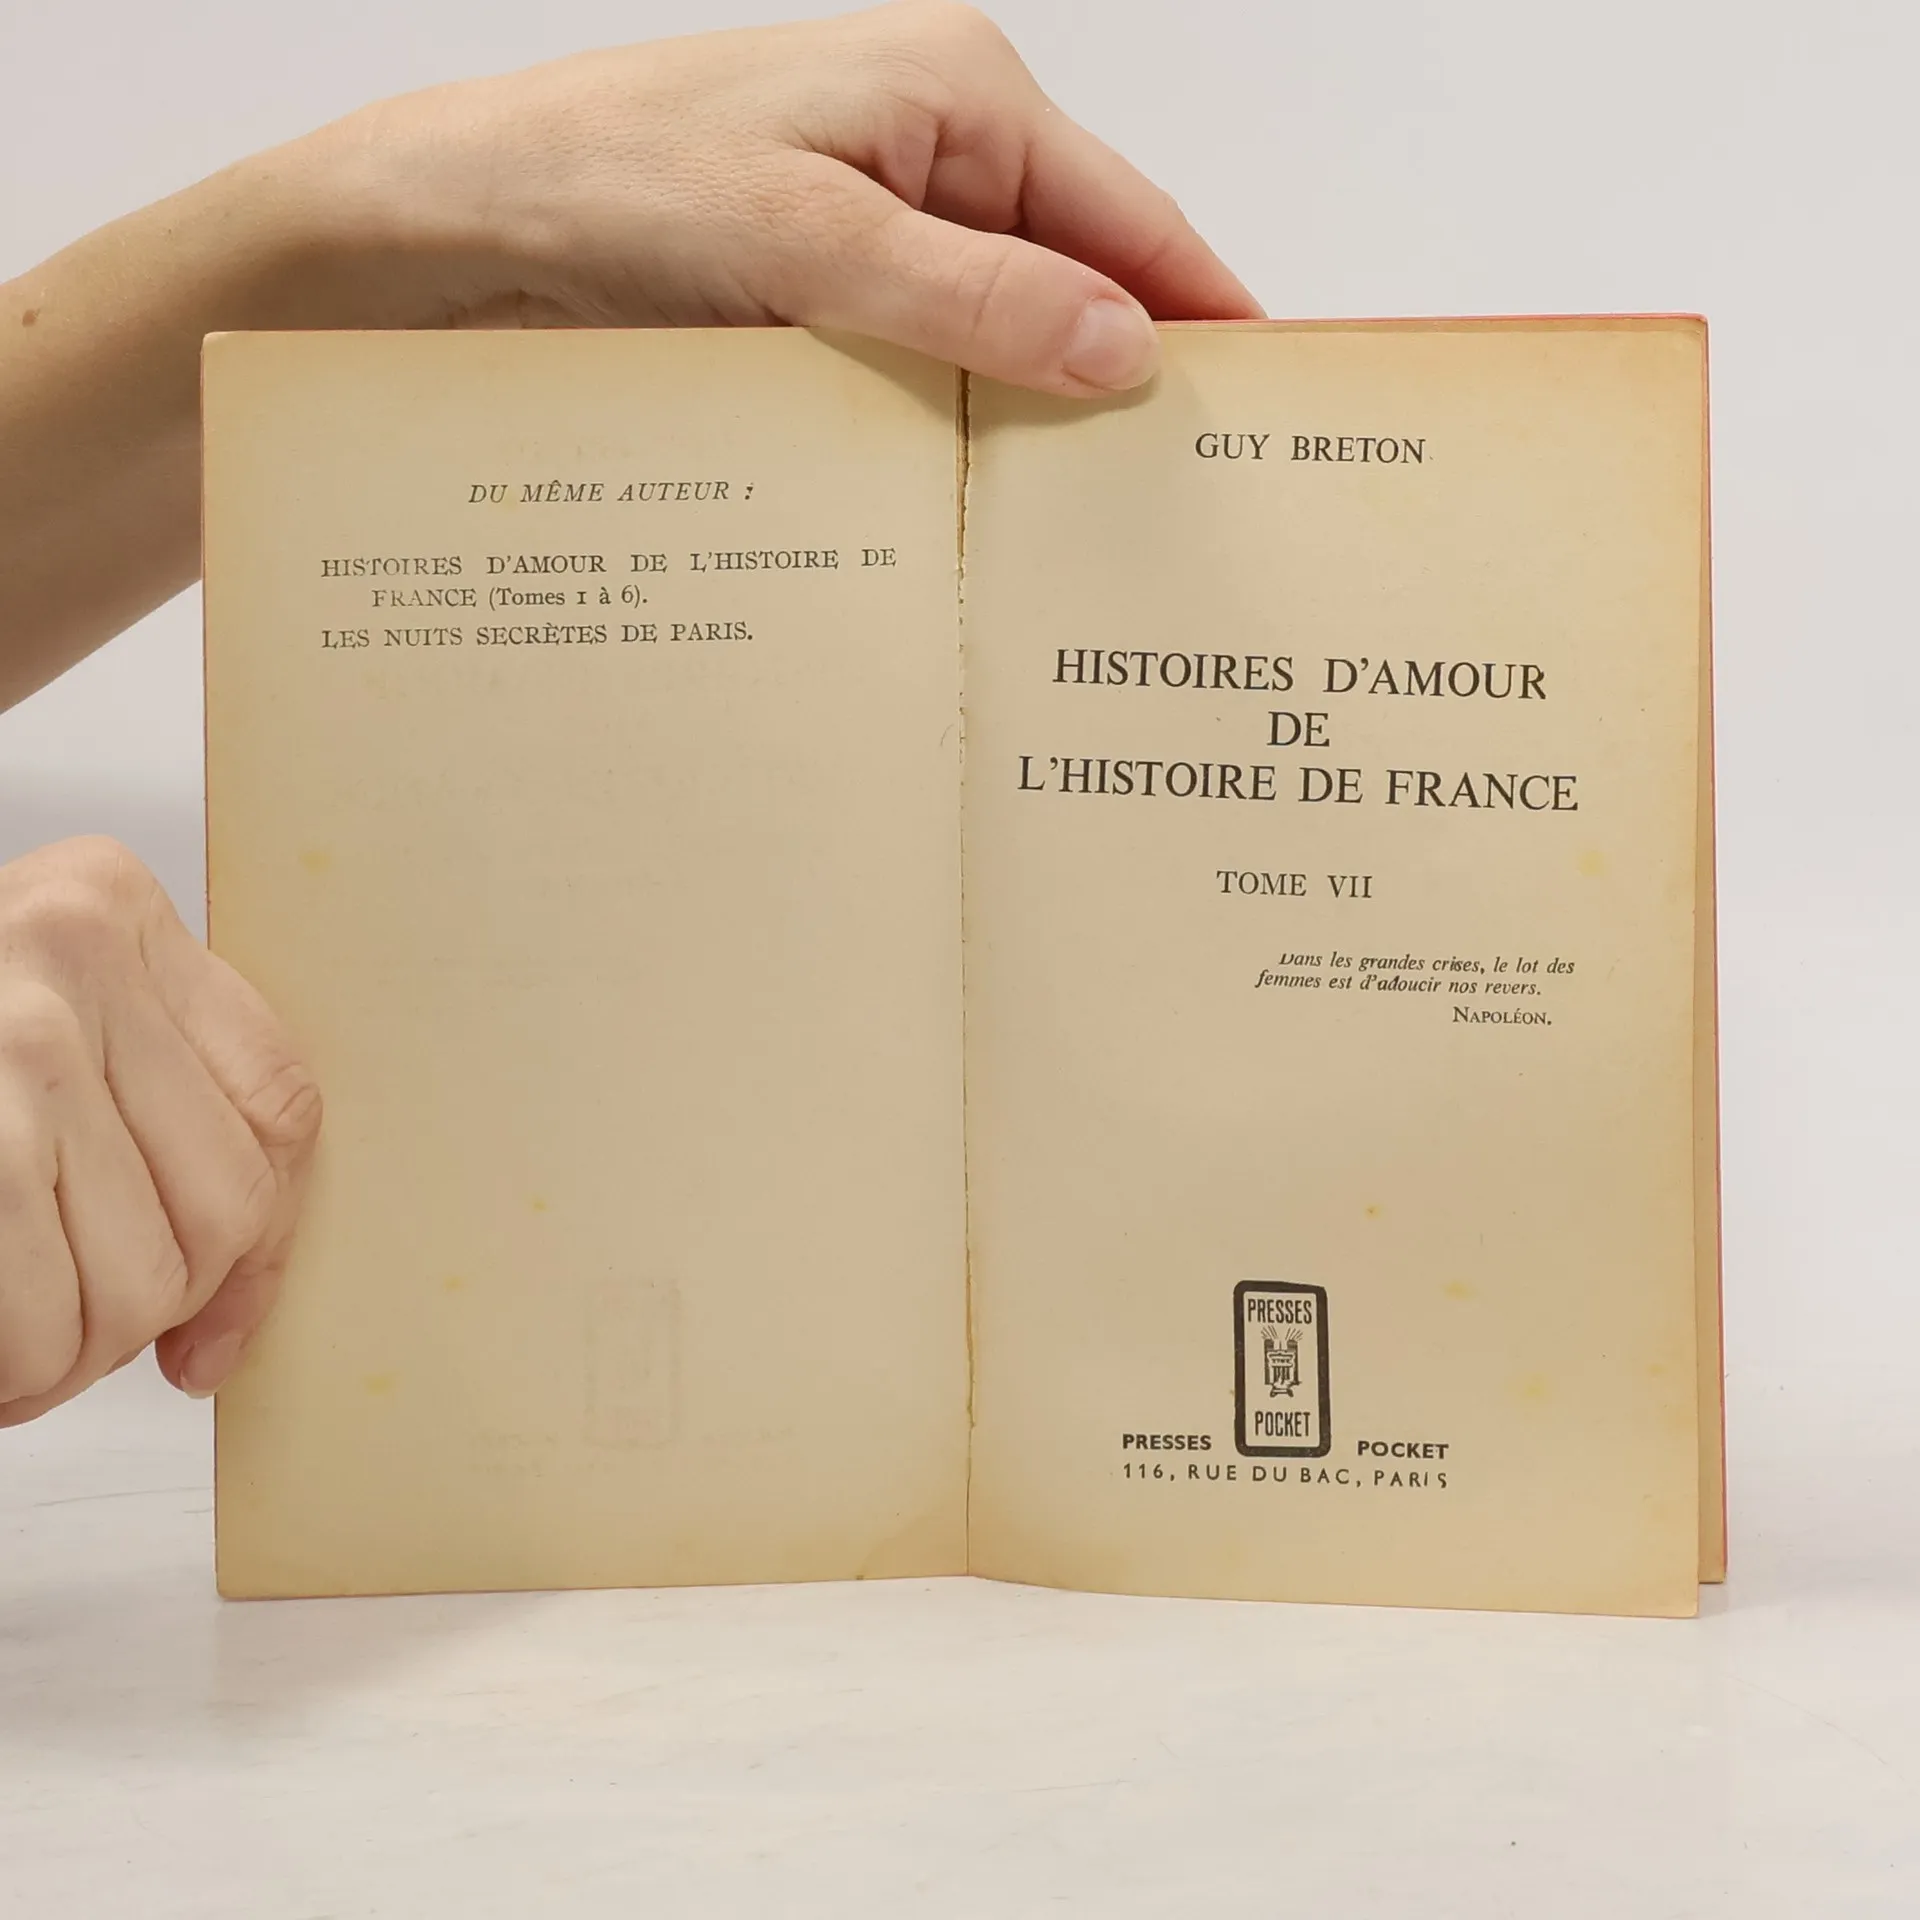 DU MÊME AUTEUR :
HISTOIRES D'AMOUR DE L'HISTOIRE DE
FRANCE (Tomes 1 à 6).
LES NUITS SECRÈTES DE PARIS.
GUY BRETON
HISTOIRES D'AMOUR
DE
L'HISTOIRE DE FRANCE
TOME VII
Dans les grandes crises, le lot des
femmes est d'adoucir nos revers.
NAPOLÉON.
PRESSES
POCKET
PRESSES POCKET
116, RUE DU BAC, PARIS